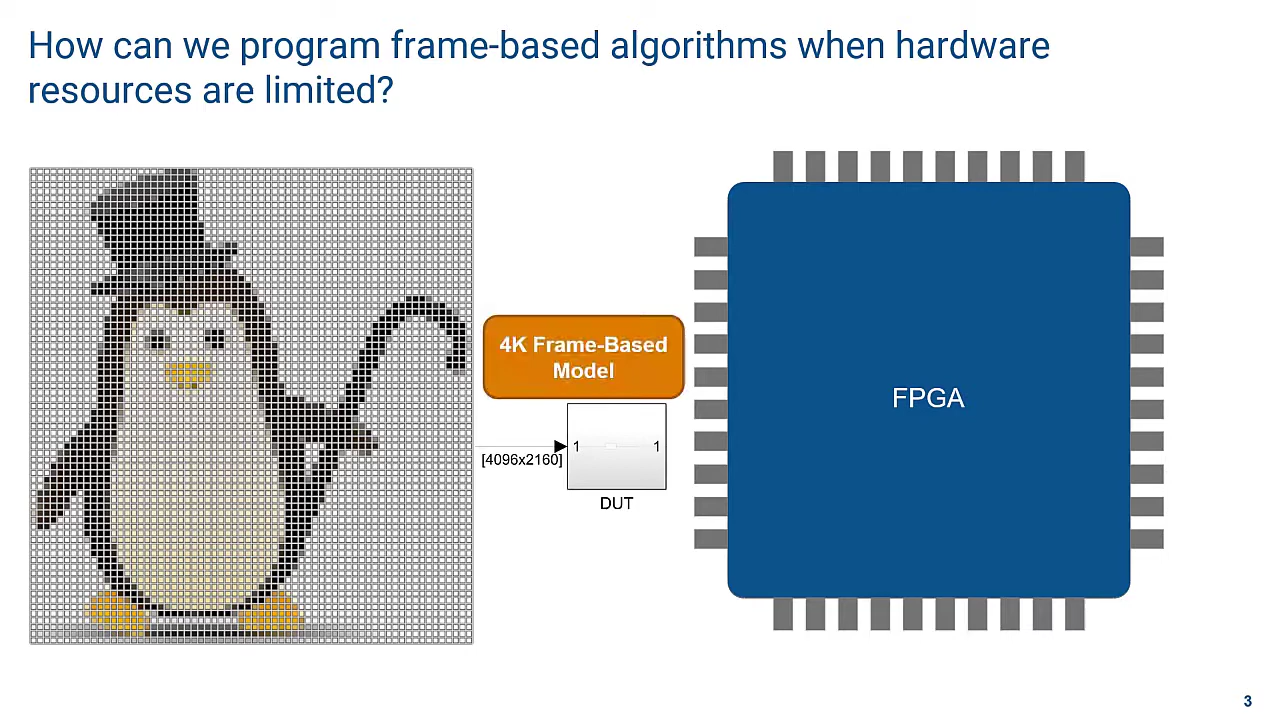 How can we program frame-based algorithms when hardware
resources are limited?
4K Frame-Based
Model
[4096x2160]
1
1
DUT
FPGA
3